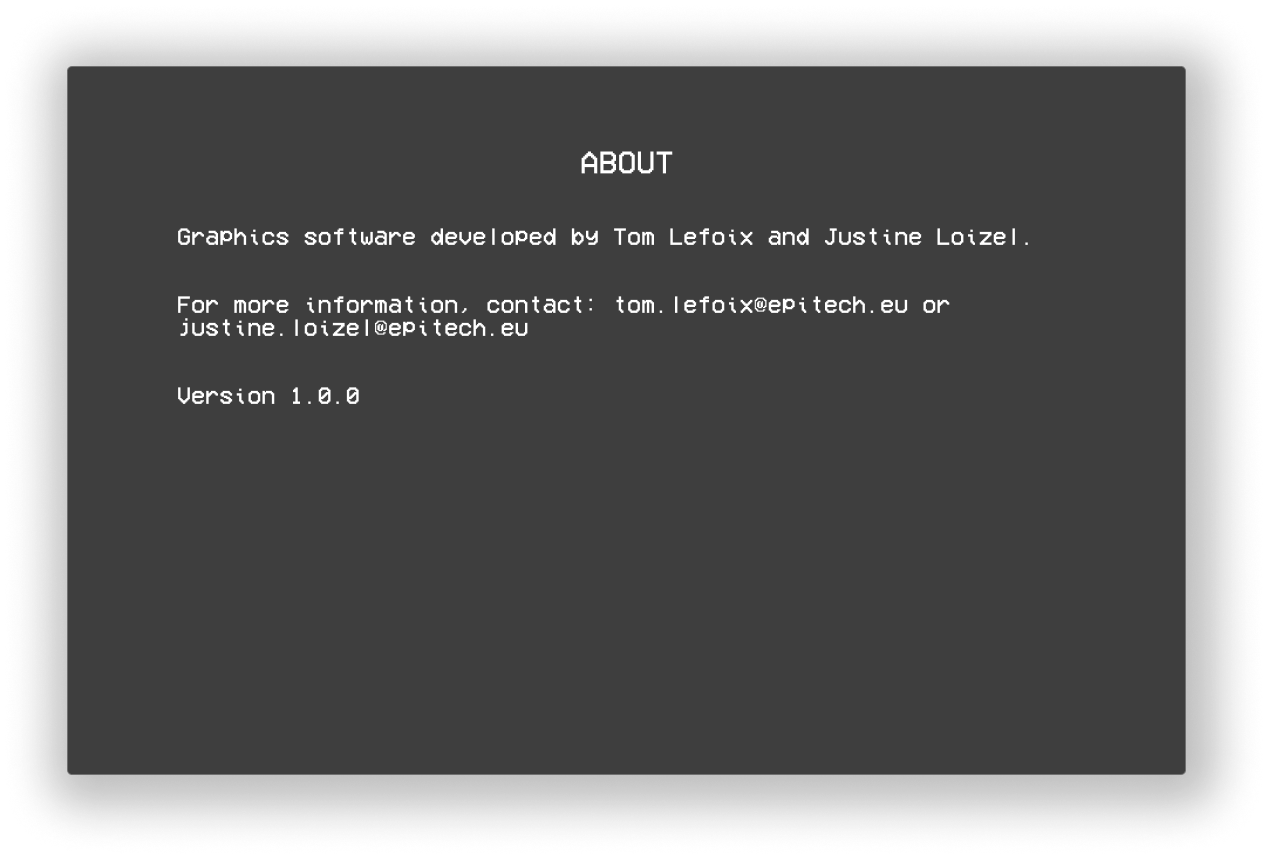 ABOUT
Graphics software developed by Tom Lefoix and Justine Loizel.
For more information, contact: tom.lefoix@epitech.eu or
justine.loizel@epitech.eu
Version 1.0.0